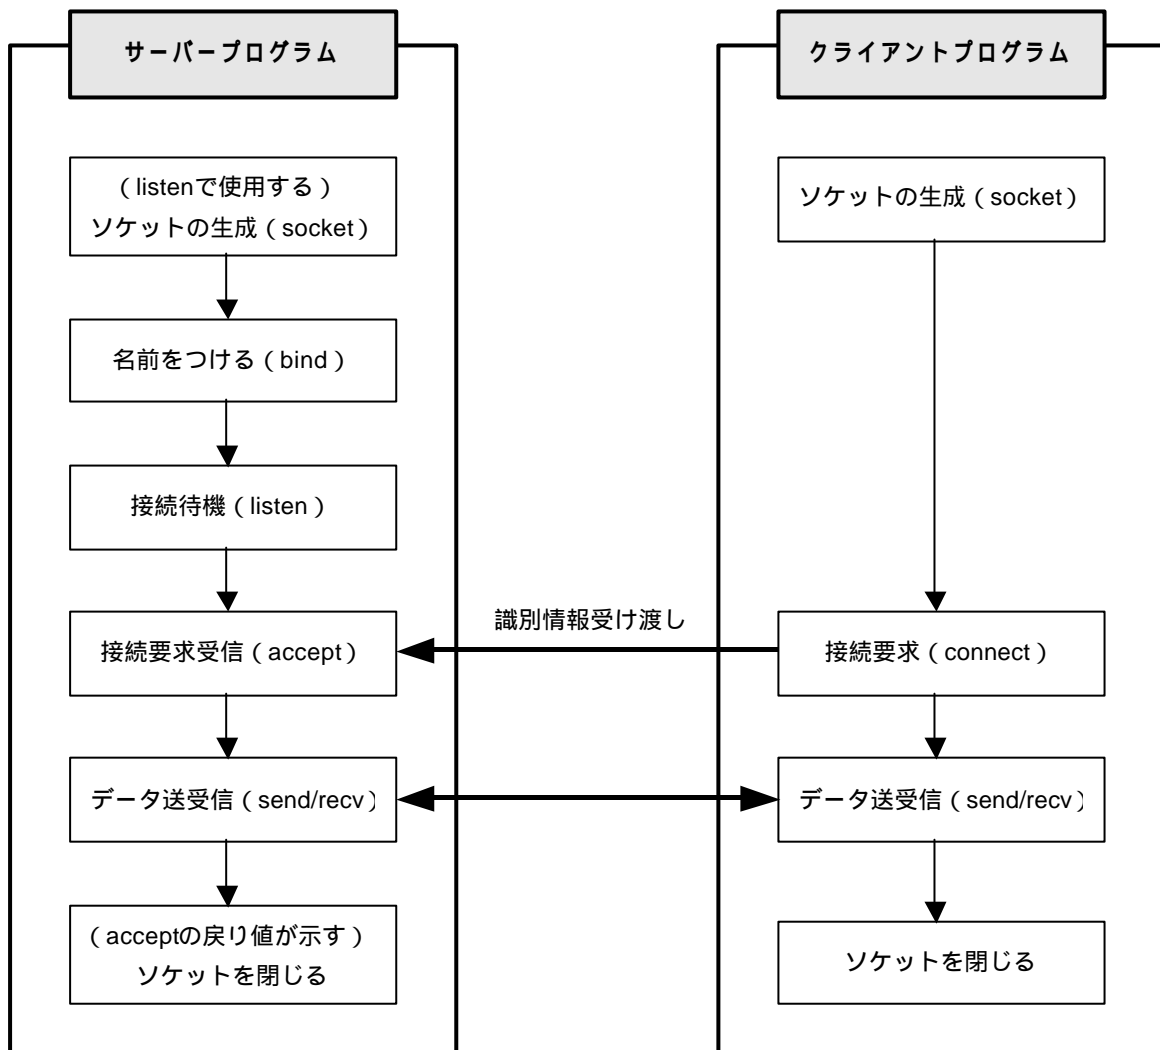 サーバープログラム
(listenで使用する)
ソケットの生成(socket)
名前をつける(bind)
接続待機(listen)
接続要求受信(accept)
データ送受信(send/recv)
(acceptの戻り値が示す)
ソケットを閉じる
識別情報受け渡し
クライアントプログラム
ソケットの生成(socket)
接続要求(connect)
データ送受信(send/recv)
ソケットを閉じる